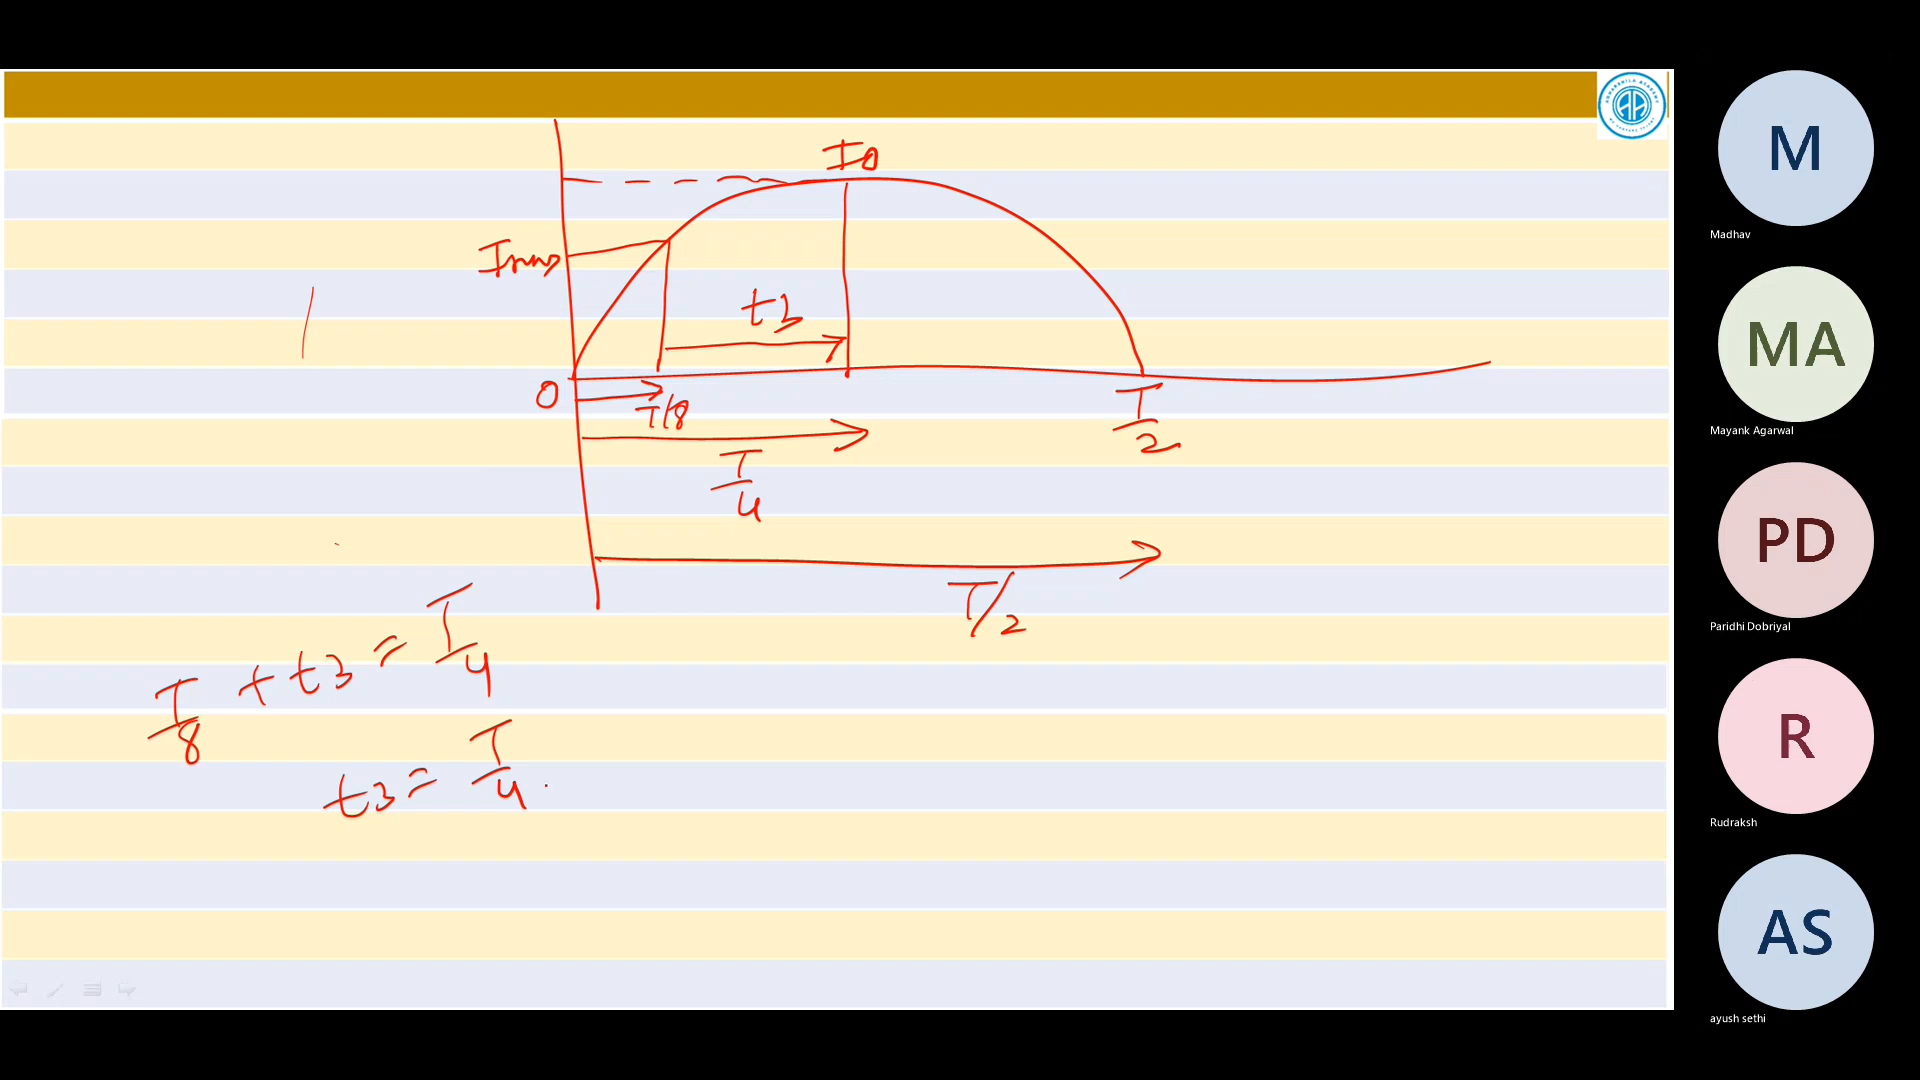 I0
Irms
t3
0
T/8
T/2
T/4
T/2
T/8 + t3 = T/4
t3 = T/4
M
Madhav
MA
Mayank Agarwal
PD
Paridhi Dobriyal
R
Rudraksh
AS
ayush sethi